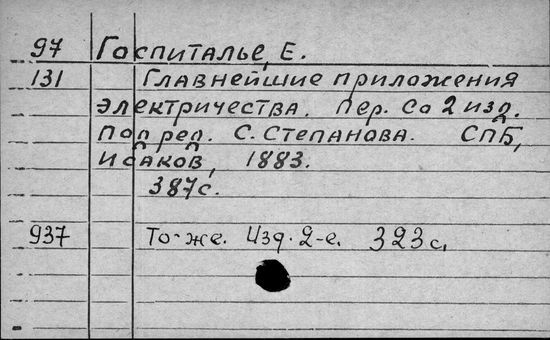 97 Госпиталье, Е.
131 Главнейшие приложения
электричества. Пер. со 2 изд.
под ред. С. Степанова. СПБ,
Исаков, 1883.
387с.
937 То-же. Изд. 2-е. 323с.